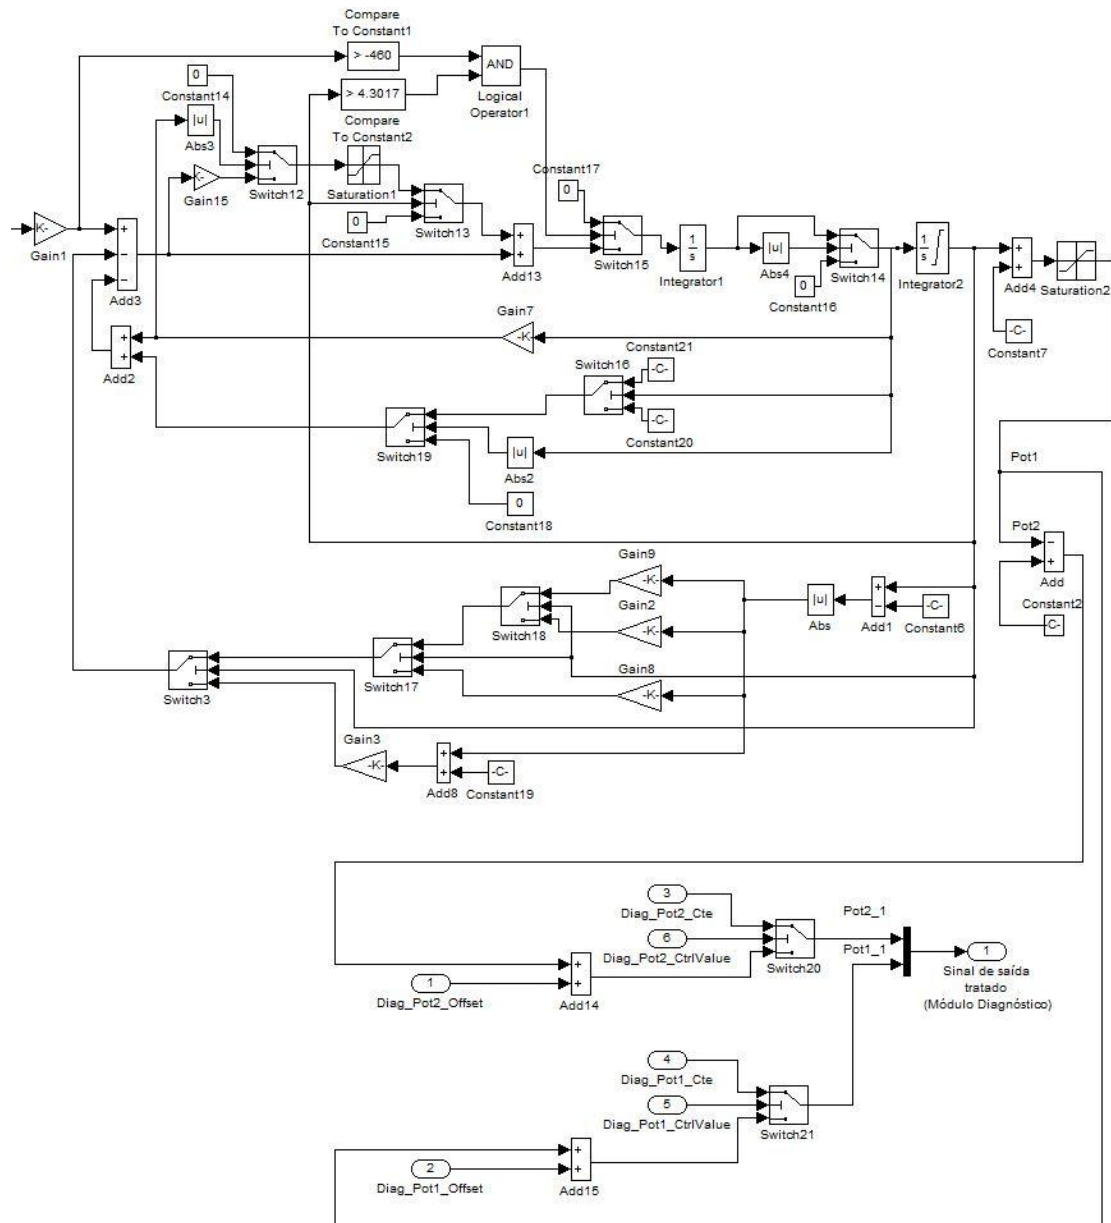 Compare
To Constant1
> -460
AND
Logical
Operator1
0
Constant14
> 4.3017
Compare
To Constant2
|u|
Abs3
Constant17
0
K-
Gain15
Switch12
Saturation1
0
Constant15
Switch13
K-
Gain1
+
-
-
Add3
+
+
Add13
Switch15
1
s
Integrator1
|u|
Abs4
0
Constant16
Switch14
1
s
Integrator2
+
+
Add4
Saturation2
-C-
Constant7
Gain7
-K-
+
+
Add2
Constant21
-C-
Switch16
-C-
Constant20
Switch19
|u|
Abs2
0
Constant18
Pot1
Pot2
-
+
Add
Constant2
C-
Gain9
-K-
Switch18
Gain2
-K-
|u|
Abs
+
-
Add1
-C-
Constant6
Switch17
Gain8
-K-
Switch3
Gain3
-K-
+
+
Add8
-C-
Constant19
3
Diag_Pot2_Cte
6
Diag_Pot2_CtrlValue
Switch20
Pot2_1
Pot1_1
1
Sinal de saída
tratado
(Módulo Diagnóstico)
1
Diag_Pot2_Offset
+
+
Add14
4
Diag_Pot1_Cte
5
Diag_Pot1_CtrlValue
Switch21
2
Diag_Pot1_Offset
+
+
Add15